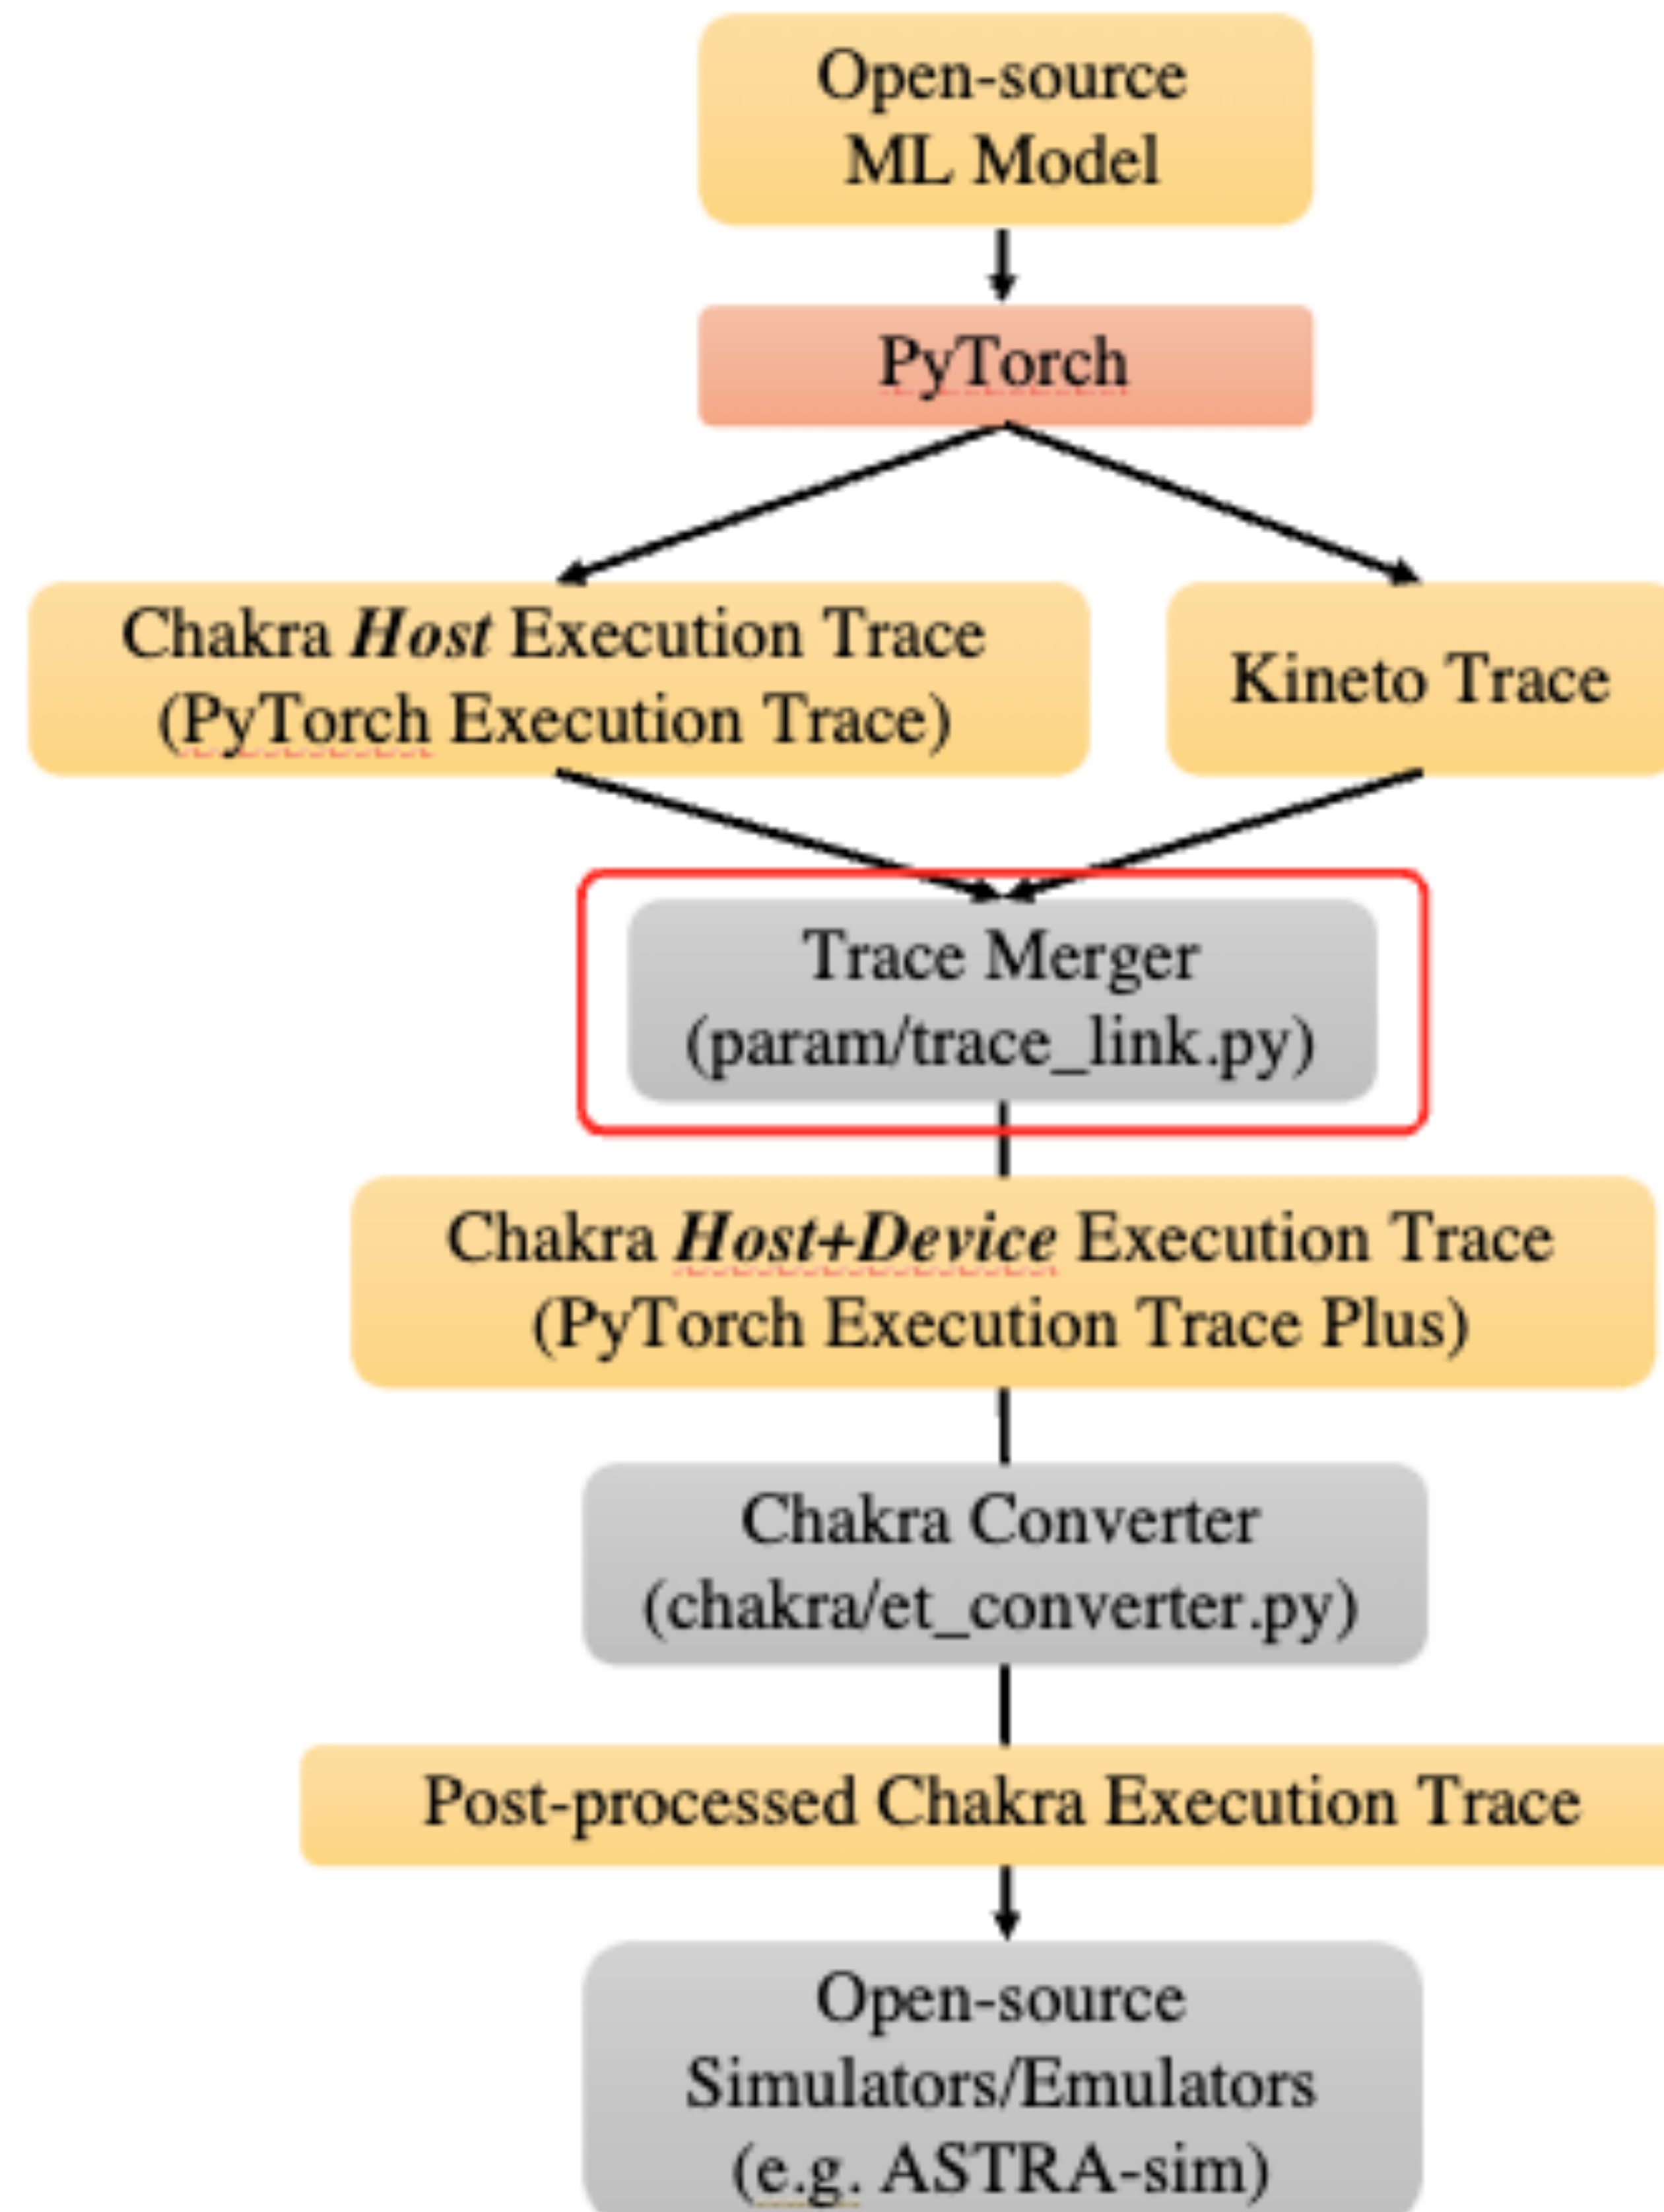 Open-source
ML Model
PyTorch
Chakra Host Execution Trace
(PyTorch Execution Trace)
Kineto Trace
Trace Merger
(param/trace_link.py)
Chakra Host+Device Execution Trace
(PyTorch Execution Trace Plus)
Chakra Converter
(chakra/et_converter.py)
Post-processed Chakra Execution Trace
Open-source
Simulators/Emulators
(e.g. ASTRA-sim)